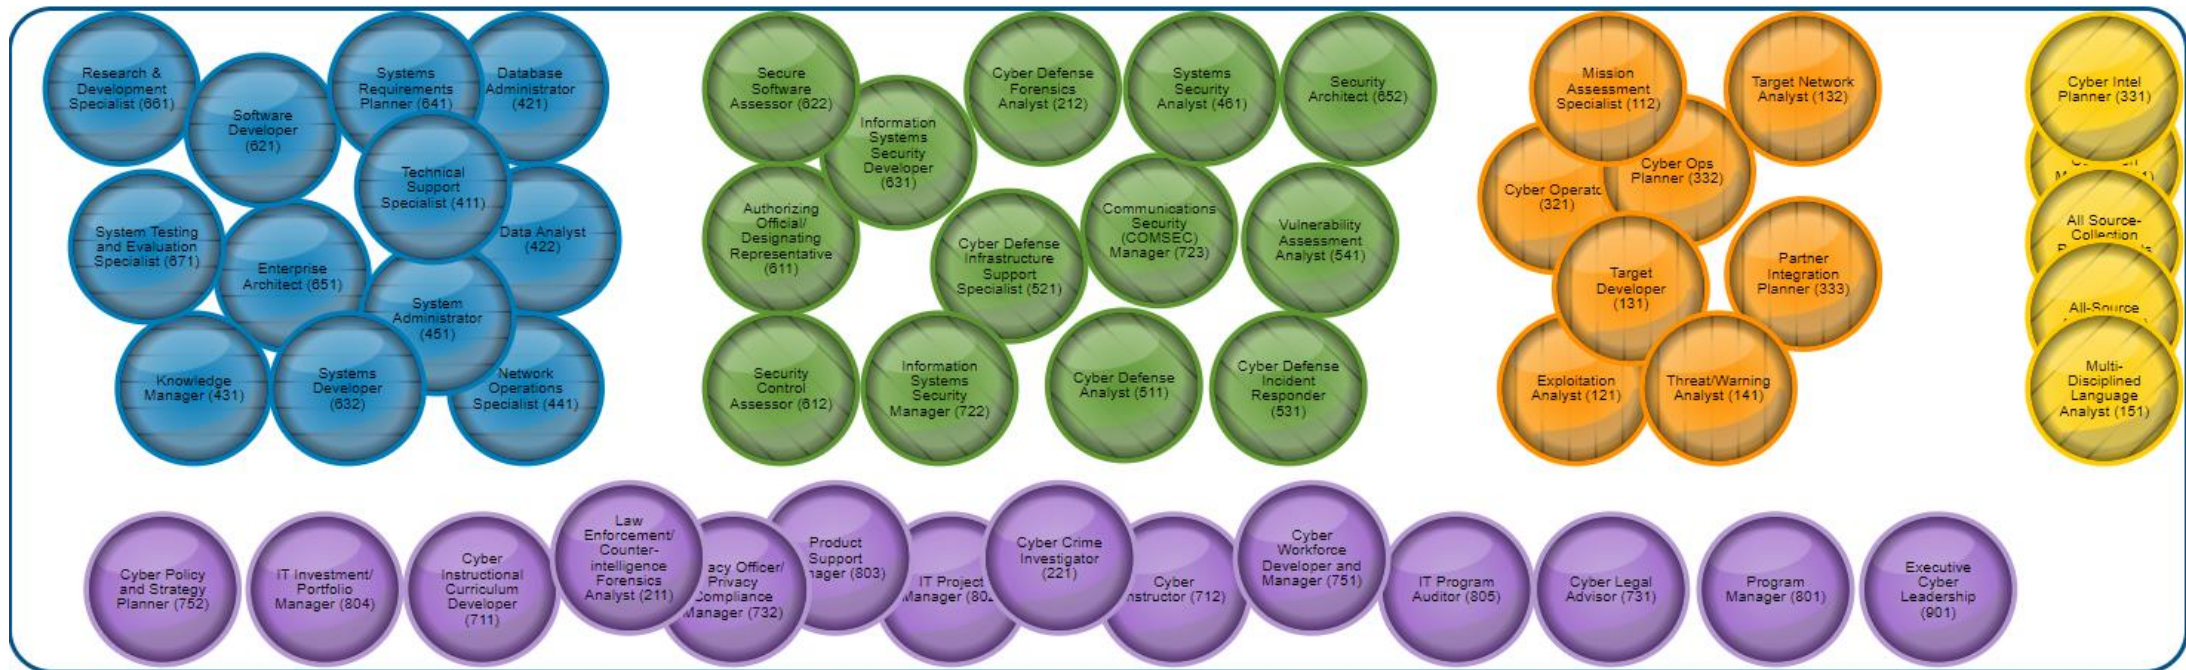 Research &
Development
Specialist (661)
Software
Developer
(621)
Systems
Requirements
Planner (641)
Database
Administrator
(421)
Technical
Support
Specialist (411)
System Testing
and Evaluation
Specialist (671)
Enterprise
Architect (651)
Data Analyst
(422)
System
Administrator
(451)
Knowledge
Manager (431)
Systems
Developer
(632)
Network
Operations
Specialist (441)
Secure
Software
Assessor (622)
Information
Systems
Security
Developer
(631)
Cyber Defense
Forensics
Analyst (212)
Systems
Security
Analyst (461)
Security
Architect (652)
Authorizing
Official/
Designating
Representative
(611)
Cyber Defense
Infrastructure
Support
Specialist (521)
Communications
Security
(COMSEC)
Manager (723)
Vulnerability
Assessment
Analyst (541)
Security
Control
Assessor (612)
Information
Systems
Security
Manager (722)
Cyber Defense
Analyst (511)
Cyber Defense
Incident
Responder
(531)
Mission
Assessment
Specialist (112)
Target Network
Analyst (132)
Cyber Ops
Planner (332)
Cyber
(321)
Target
Developer
(131)
Partner
Integration
Planner (333)
Exploitation
Analyst (121)
Threat/Warning
Analyst (141)
Cyber Intel
Planner (331)
All Source-
Collection
All-Source
Multi-
Disciplined
Language
Analyst (151)
Cyber Policy
and Strategy
Planner (752)
IT Investment/
Portfolio
Manager (804)
Cyber
Instructional
Curriculum
Developer
(711)
Law
Enforcement/
Counter-
intelligence
Forensics
Analyst (211)
Officer/
Privacy
Compliance
Manager (732)
Product
Support
(803)
IT Project
Manager
Cyber Crime
Investigator
(221)
Cyber
(712)
Cyber
Workforce
Developer and
Manager (751)
IT Program
Auditor (805)
Cyber Legal
Advisor (731)
Program
Manager (801)
Executive
Cyber
Leadership
(901)